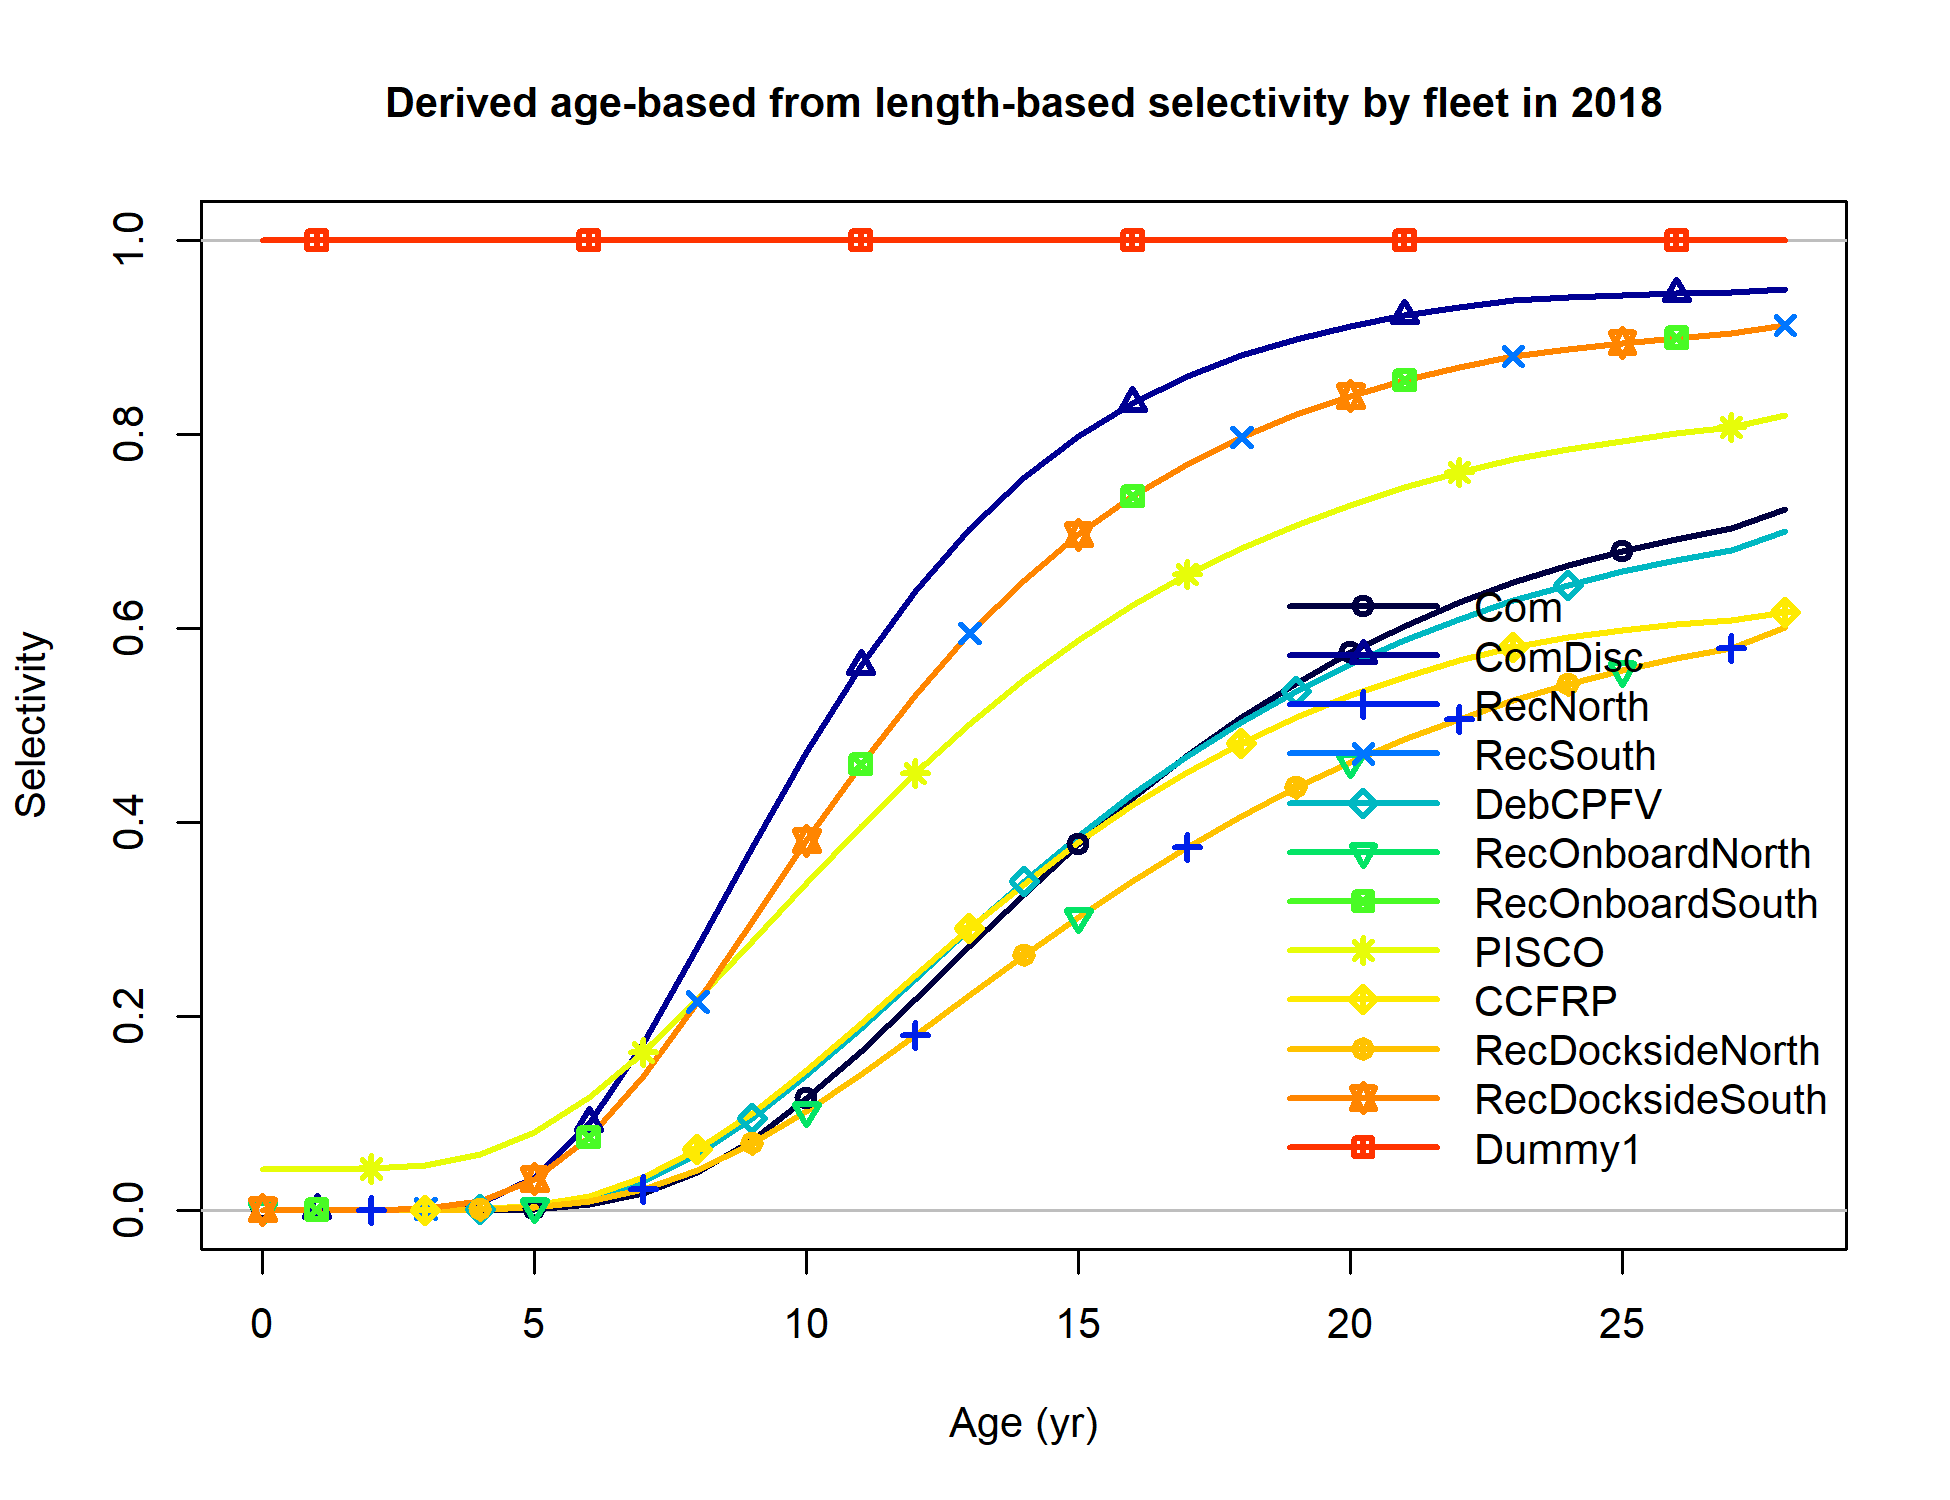 Derived age-based from length-based selectivity by fleet in 2018
Selectivity
1.0
0.8
0.6
0.4
0.2
0.0
Com
ComDisc
RecNorth
RecSouth
DebCPFV
RecOnboardNorth
RecOnboardSouth
PISCO
CCFRP
RecDocksideNorth
RecDocksideSouth
Dummy1
0 5 10 15 20 25
Age (yr)